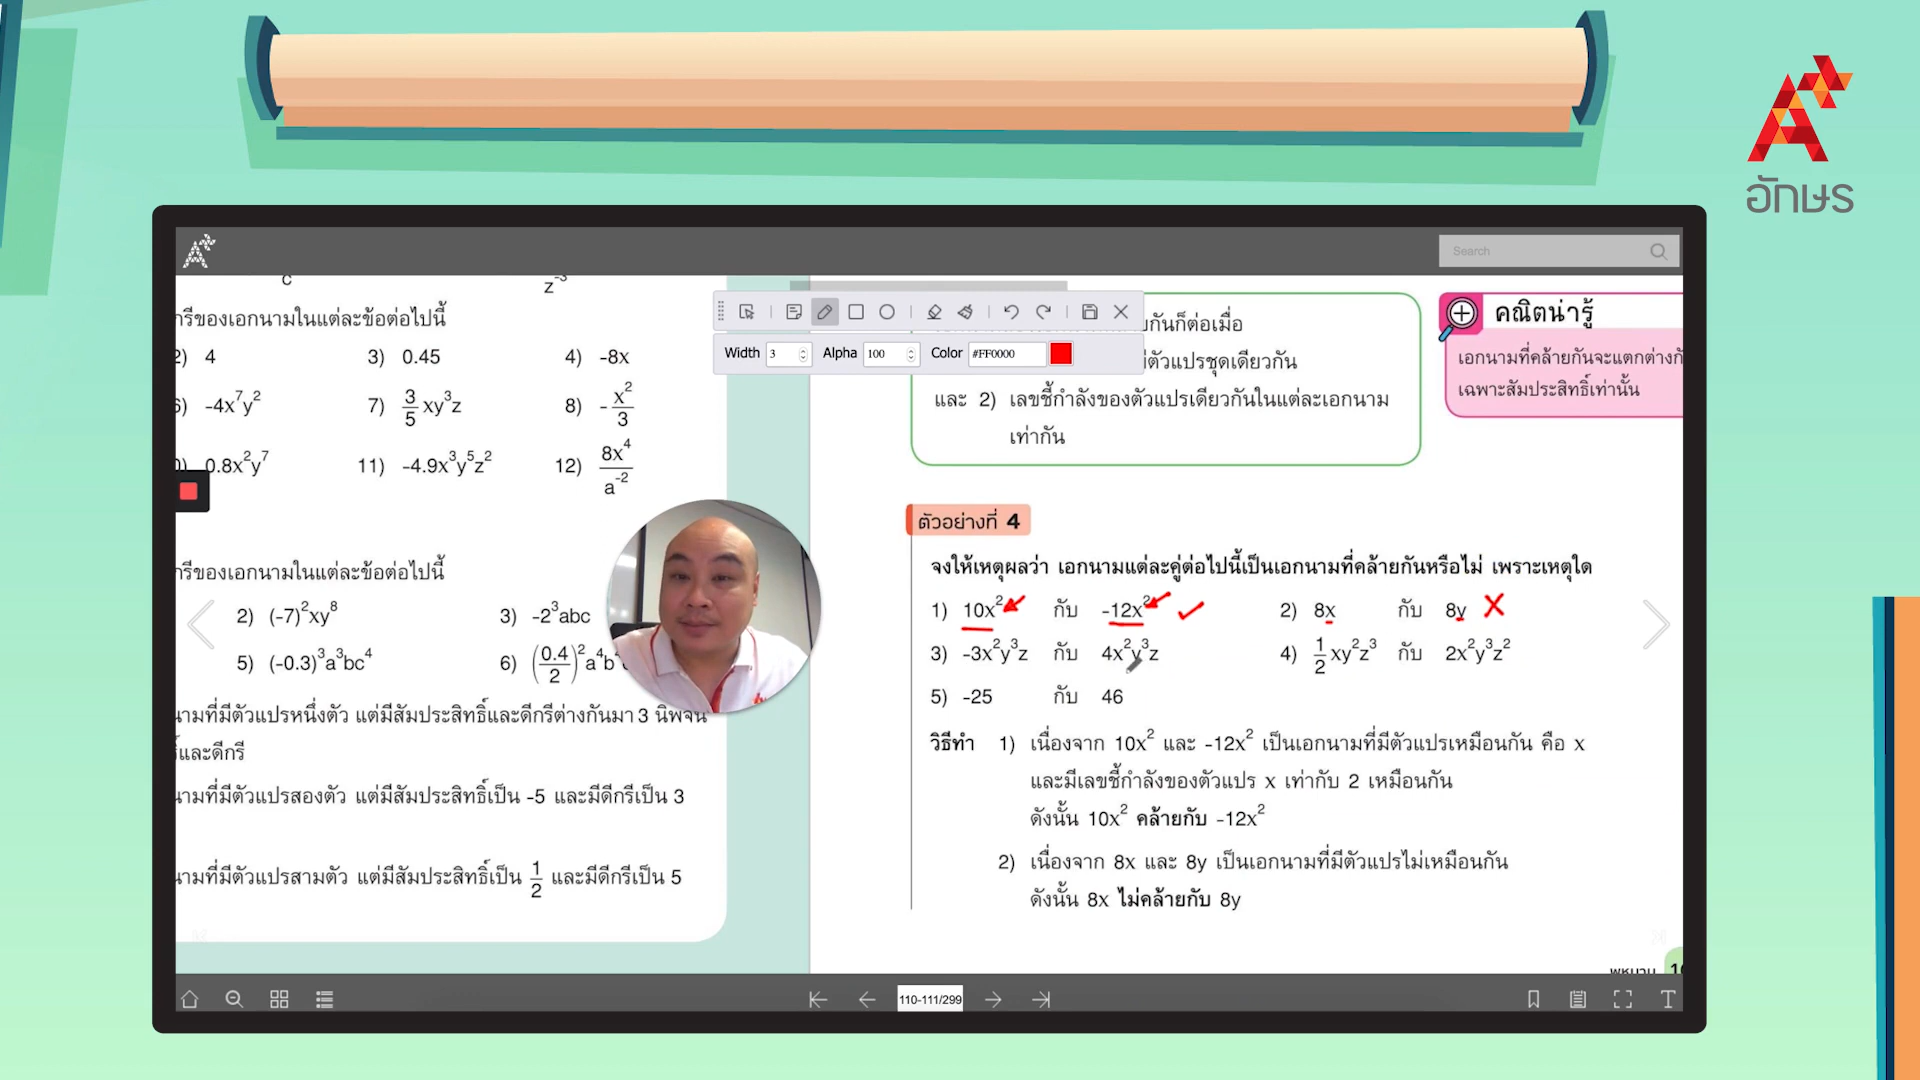 อักษร
Search
c
z⁻³
กรีของเอกนามในแต่ละข้อต่อไปนี้
2) 4 3) 0.45 4) -8x
6) -4x⁷y² 7) 3/5 xy³z 8) -x²/3
0.8x²y⁷ 11) -4.9x³y⁵z² 12) 8x⁴/a⁻²
กรีของเอกนามในแต่ละข้อต่อไปนี้
2) (-7)²xy⁸ 3) -2³abc
5) (-0.3)³a³bc⁴ 6) (0.4/2)²a⁴b⁴
นามที่มีตัวแปรหนึ่งตัว แต่มีสัมประสิทธิ์และดีกรีต่างกันมา 3 นิพจน์
์และดีกรี
นามที่มีตัวแปรสองตัว แต่มีสัมประสิทธิ์เป็น -5 และมีดีกรีเป็น 3
นามที่มีตัวแปรสามตัว แต่มีสัมประสิทธิ์เป็น 1/2 และมีดีกรีเป็น 5
Width 3 Alpha 100 Color #FF0000
กันก็ต่อเมื่อ
ตัวแปรชุดเดียวกัน
และ 2) เลขชี้กำลังของตัวแปรเดียวกันในแต่ละเอกนาม
เท่ากัน
คณิตน่ารู้
เอกนามที่คล้ายกันจะแตกต่างกั
เฉพาะสัมประสิทธิ์เท่านั้น
ตัวอย่างที่ 4
จงให้เหตุผลว่า เอกนามแต่ละคู่ต่อไปนี้เป็นเอกนามที่คล้ายกันหรือไม่ เพราะเหตุใด
1) 10x² กับ -12x² ✓ 2) 8x กับ 8y ✗
3) -3x²y³z กับ 4x²y³z 4) 1/2 xy²z³ กับ 2x²y³z²
5) -25 กับ 46
วิธีทำ 1) เนื่องจาก 10x² และ -12x² เป็นเอกนามที่มีตัวแปรเหมือนกัน คือ x
และมีเลขชี้กำลังของตัวแปร x เท่ากับ 2 เหมือนกัน
ดังนั้น 10x² คล้ายกับ -12x²
2) เนื่องจาก 8x และ 8y เป็นเอกนามที่มีตัวแปรไม่เหมือนกัน
ดังนั้น 8x ไม่คล้ายกับ 8y
พหุนาม
110-111/299